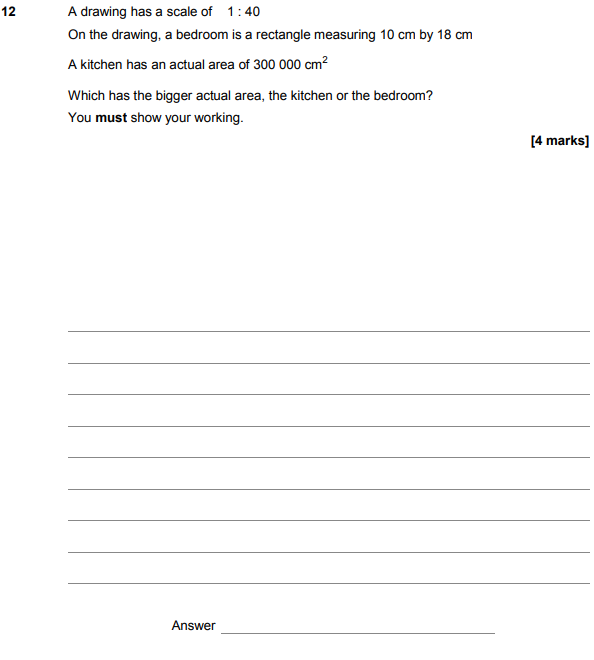 12 A drawing has a scale of 1 : 40
On the drawing, a bedroom is a rectangle measuring 10 cm by 18 cm
A kitchen has an actual area of 300 000 cm²
Which has the bigger actual area, the kitchen or the bedroom?
You must show your working.
[4 marks]
Answer